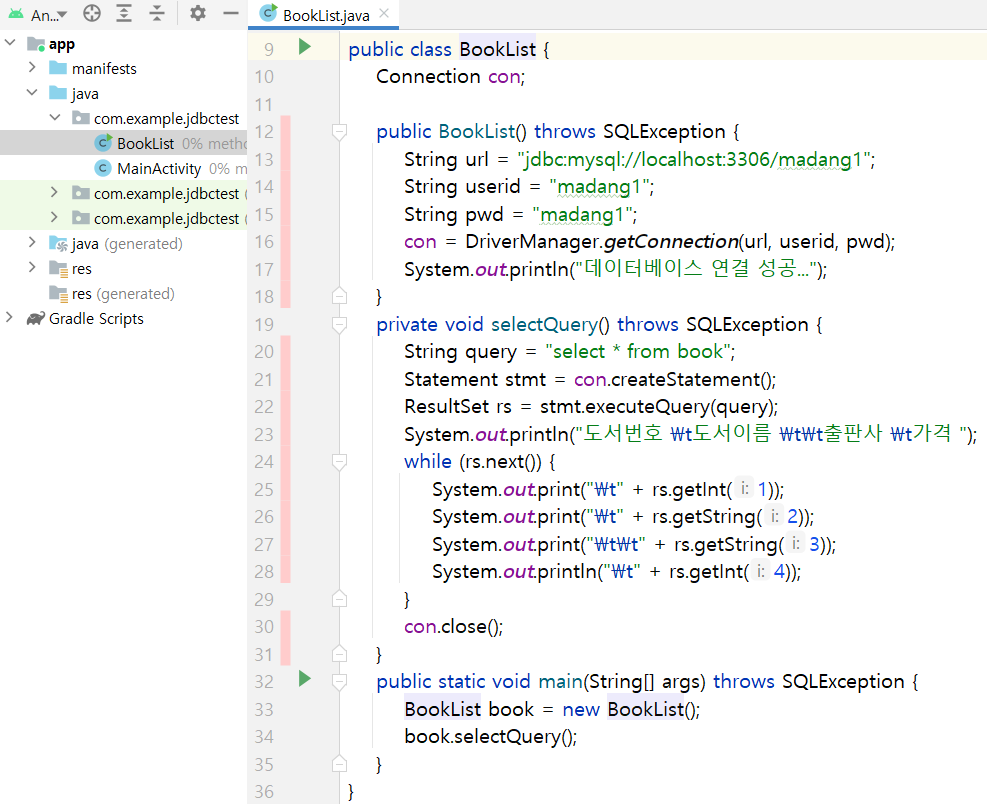 An...
BookList.java
app
manifests
java
com.example.jdbctest
BookList 0% metho
MainActivity 0% m
com.example.jdbctest (
com.example.jdbctest (
java (generated)
res
res (generated)
Gradle Scripts
9 public class BookList {
10 Connection con;
11
12 public BookList() throws SQLException {
13 String url = "jdbc:mysql://localhost:3306/madang1";
14 String userid = "madang1";
15 String pwd = "madang1";
16 con = DriverManager.getConnection(url, userid, pwd);
17 System.out.println("데이터베이스 연결 성공...");
18 }
19 private void selectQuery() throws SQLException {
20 String query = "select * from book";
21 Statement stmt = con.createStatement();
22 ResultSet rs = stmt.executeQuery(query);
23 System.out.println("도서번호 ₩t도서이름 ₩t₩t출판사 ₩t가격 ");
24 while (rs.next()) {
25 System.out.print("₩t" + rs.getInt( i: 1));
26 System.out.print("₩t" + rs.getString( i: 2));
27 System.out.print("₩t₩t" + rs.getString( i: 3));
28 System.out.println("₩t" + rs.getInt( i: 4));
29 }
30 con.close();
31 }
32 public static void main(String[] args) throws SQLException {
33 BookList book = new BookList();
34 book.selectQuery();
35 }
36 }